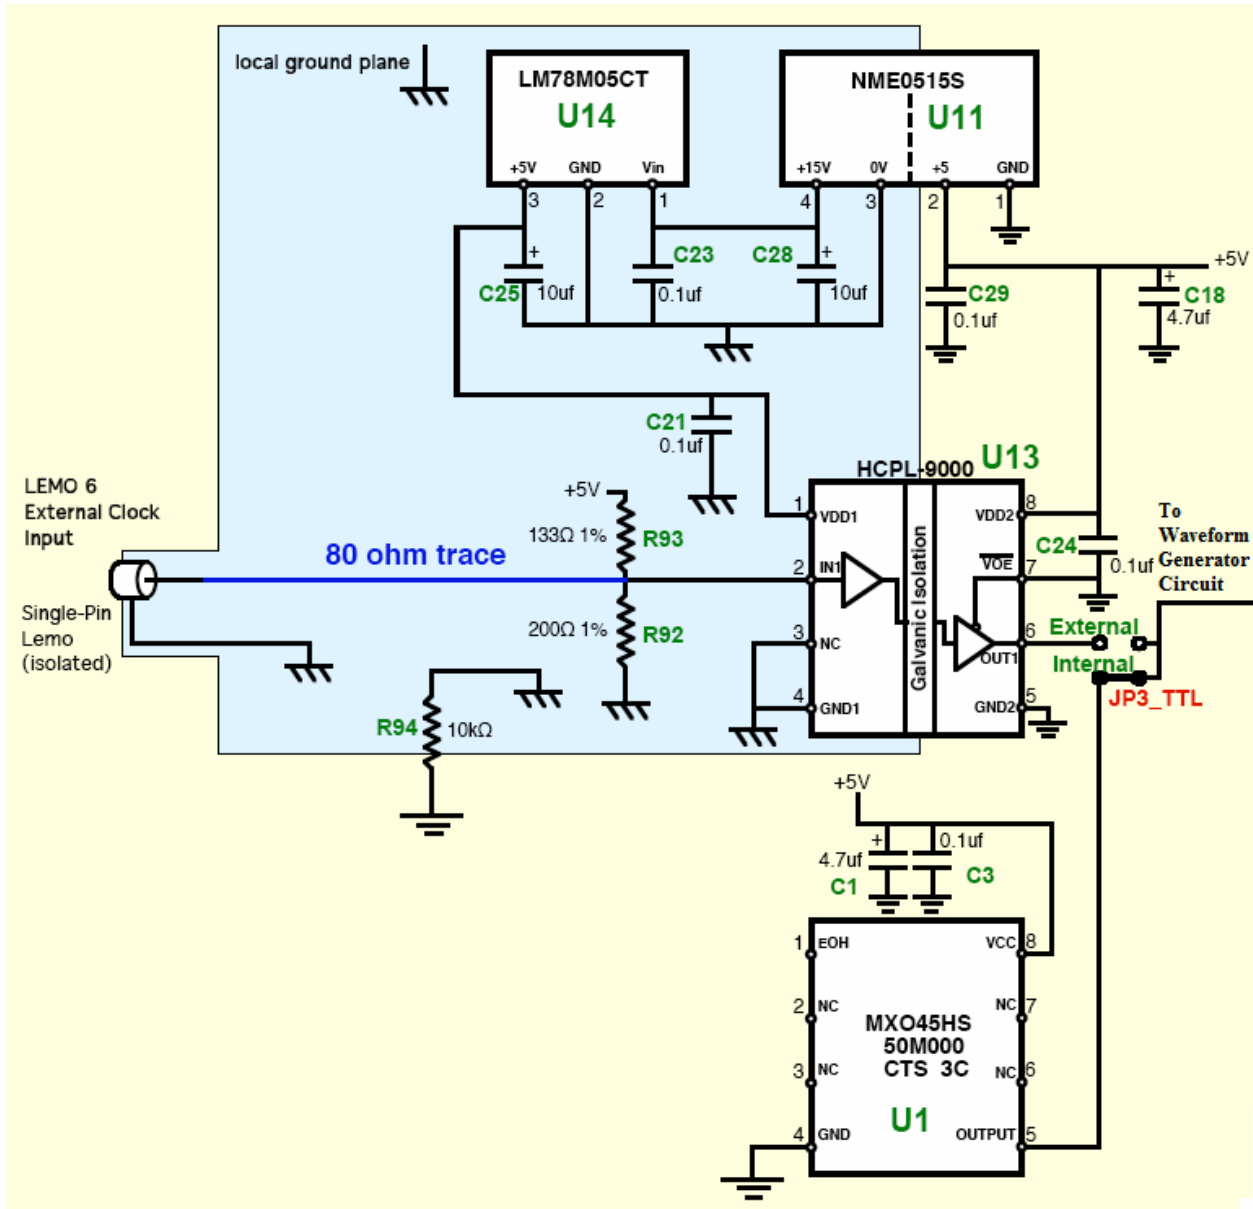 local ground plane
LM78M05CT
U14
+5V GND Vin
3 2 1
NME0515S
U11
+15V 0V +5 GND
4 3 2 1
+
C25
10uf
C23
0.1uf
C28
+
10uf
C29
0.1uf
+5V
+
C18
4.7uf
C21
0.1uf
HCPL-9000
U13
LEMO 6
External Clock
Input
Single-Pin
Lemo
(isolated)
80 ohm trace
+5V
133Ω 1%
R93
200Ω 1%
R92
R94
10kΩ
1 VDD1
2 IN1
3 NC
4 GND1
Galvanic Isolation
VDD2 8
VOE 7
OUT1 6
GND2 5
C24
0.1uf
To
Waveform
Generator
Circuit
External
Internal
JP3_TTL
+5V
+
4.7uf
C1
0.1uf
C3
1 EOH
2 NC
3 NC
4 GND
VCC 8
NC 7
NC 6
OUTPUT 5
MXO45HS
50M000
CTS 3C
U1